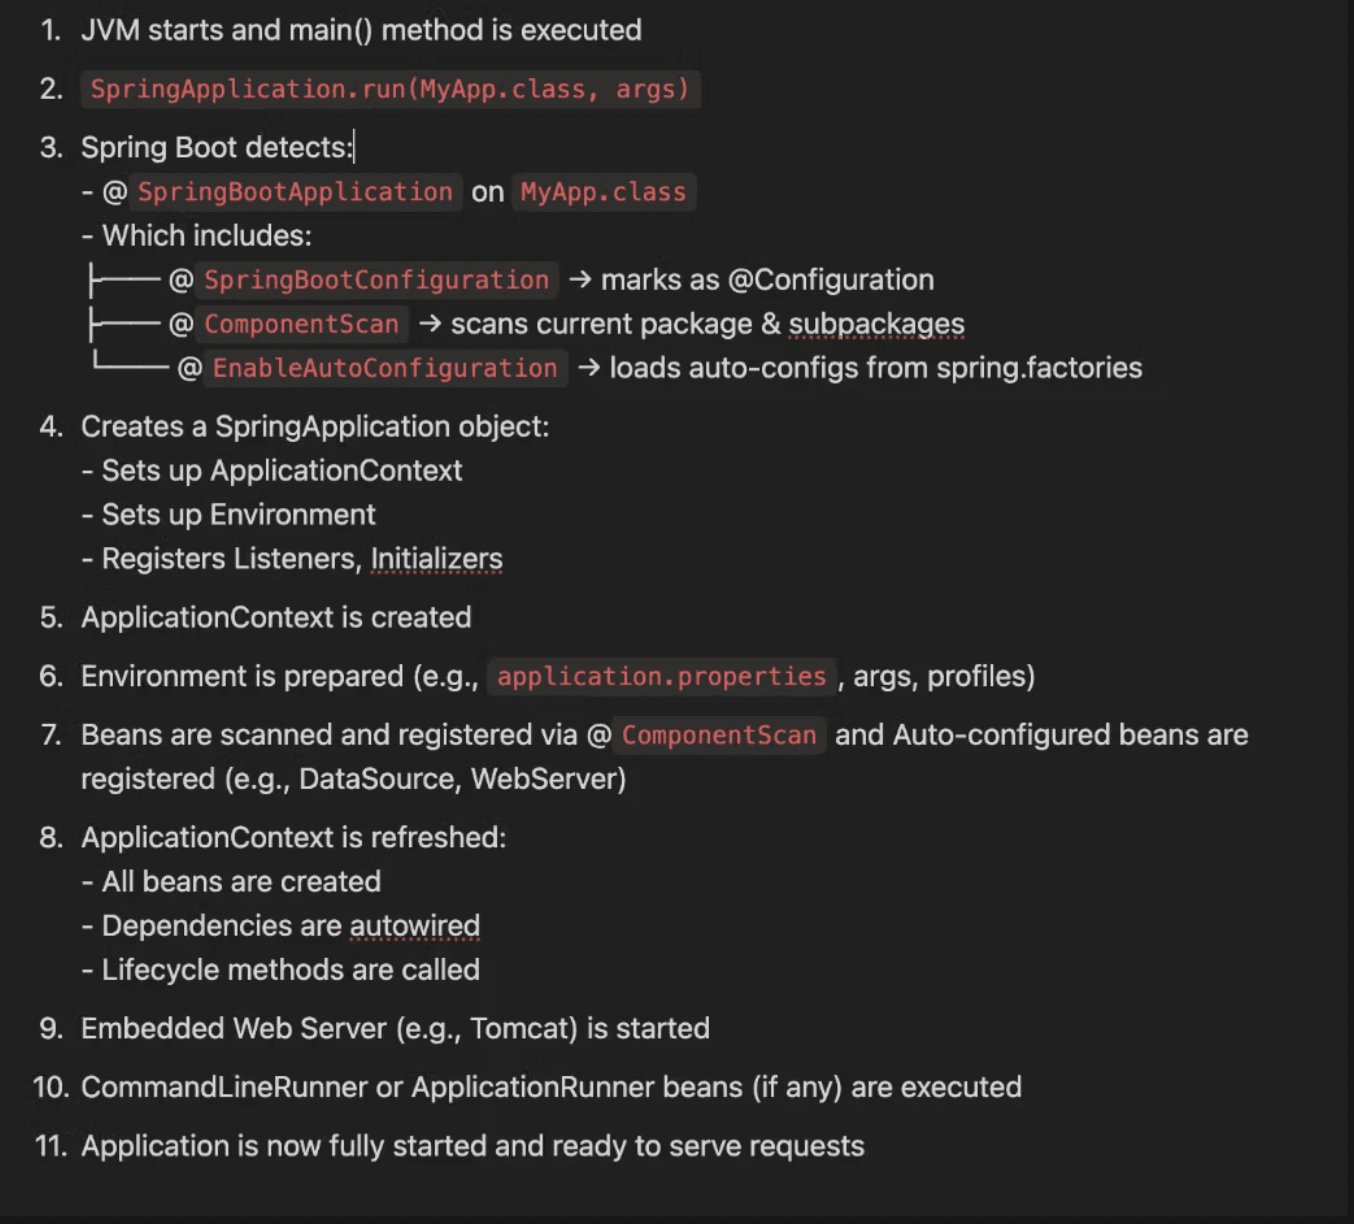 1. JVM starts and main() method is executed
2. SpringApplication.run(MyApp.class, args)
3. Spring Boot detects:
- @ SpringBootApplication on MyApp.class
- Which includes:
├── @ SpringBootConfiguration → marks as @Configuration
├── @ ComponentScan → scans current package & subpackages
└── @ EnableAutoConfiguration → loads auto-configs from spring.factories
4. Creates a SpringApplication object:
- Sets up ApplicationContext
- Sets up Environment
- Registers Listeners, Initializers
5. ApplicationContext is created
6. Environment is prepared (e.g., application.properties , args, profiles)
7. Beans are scanned and registered via @ ComponentScan and Auto-configured beans are
registered (e.g., DataSource, WebServer)
8. ApplicationContext is refreshed:
- All beans are created
- Dependencies are autowired
- Lifecycle methods are called
9. Embedded Web Server (e.g., Tomcat) is started
10. CommandLineRunner or ApplicationRunner beans (if any) are executed
11. Application is now fully started and ready to serve requests